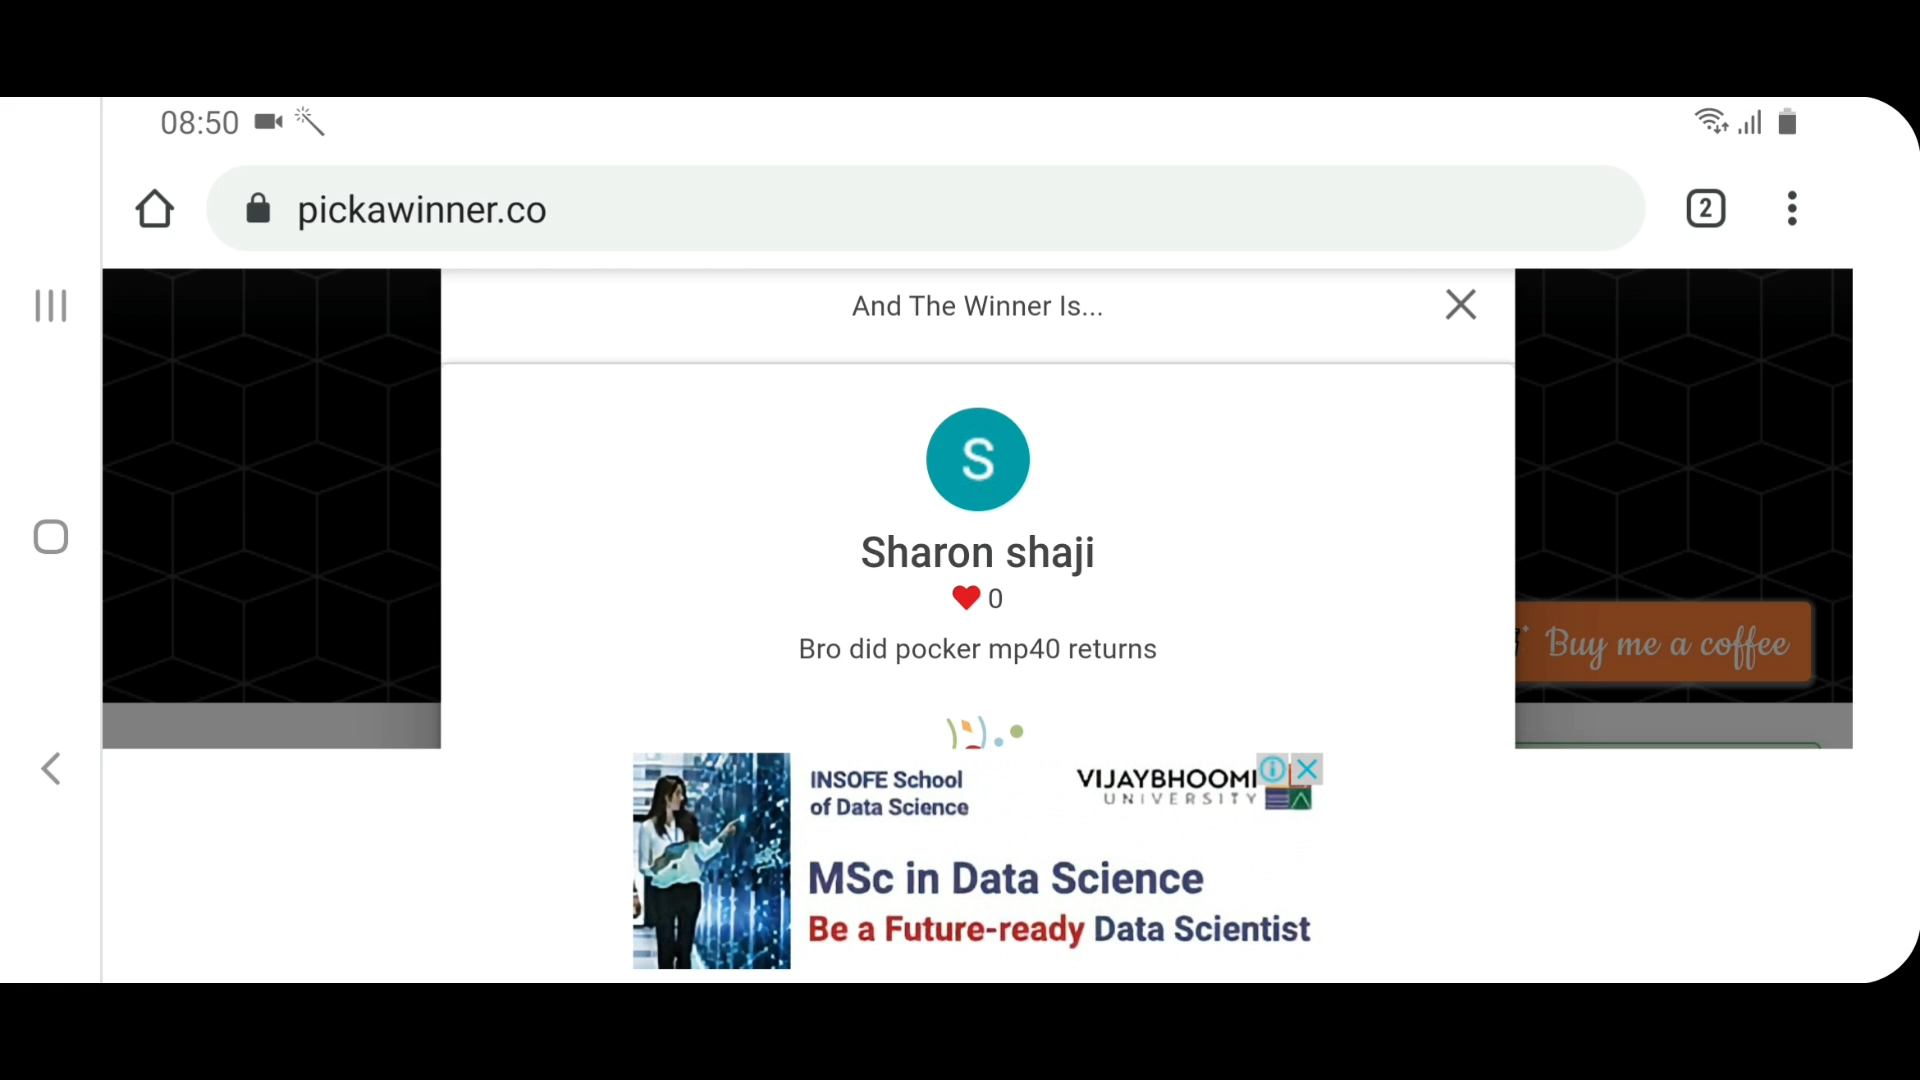 08:50
pickawinner.co
2
And The Winner Is...
S
Sharon shaji
0
Bro did pocker mp40 returns
Buy me a coffee
INSOFE School
of Data Science
VIJAYBHOOMI
UNIVERSITY
MSc in Data Science
Be a Future-ready Data Scientist